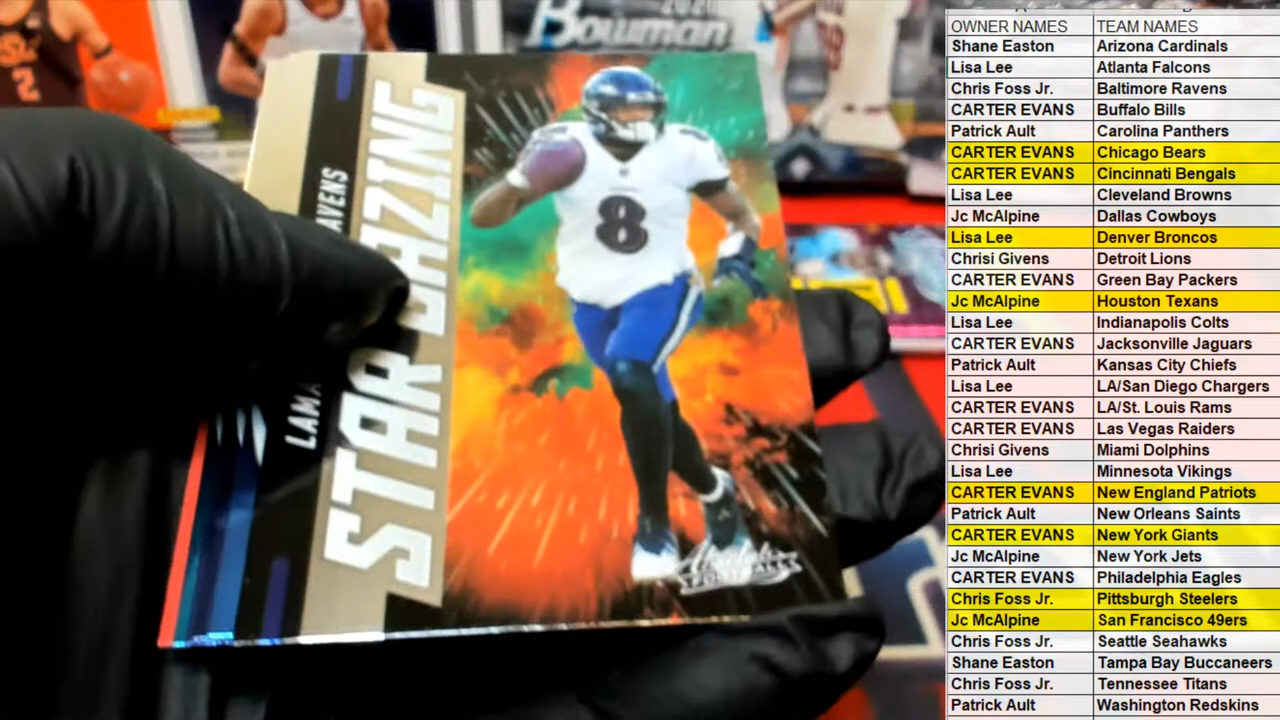 2020
Bowman
2
8
AVENS
LAMA
STAR GAZING
Absolute
FOOTBALL
OWNER NAMES TEAM NAMES
Shane Easton Arizona Cardinals
Lisa Lee Atlanta Falcons
Chris Foss Jr. Baltimore Ravens
CARTER EVANS Buffalo Bills
Patrick Ault Carolina Panthers
CARTER EVANS Chicago Bears
CARTER EVANS Cincinnati Bengals
Lisa Lee Cleveland Browns
Jc McAlpine Dallas Cowboys
Lisa Lee Denver Broncos
Chrisi Givens Detroit Lions
CARTER EVANS Green Bay Packers
Jc McAlpine Houston Texans
Lisa Lee Indianapolis Colts
CARTER EVANS Jacksonville Jaguars
Patrick Ault Kansas City Chiefs
Lisa Lee LA/San Diego Chargers
CARTER EVANS LA/St. Louis Rams
CARTER EVANS Las Vegas Raiders
Chrisi Givens Miami Dolphins
Lisa Lee Minnesota Vikings
CARTER EVANS New England Patriots
Patrick Ault New Orleans Saints
CARTER EVANS New York Giants
Jc McAlpine New York Jets
CARTER EVANS Philadelphia Eagles
Chris Foss Jr. Pittsburgh Steelers
Jc McAlpine San Francisco 49ers
Chris Foss Jr. Seattle Seahawks
Shane Easton Tampa Bay Buccaneers
Chris Foss Jr. Tennessee Titans
Patrick Ault Washington Redskins